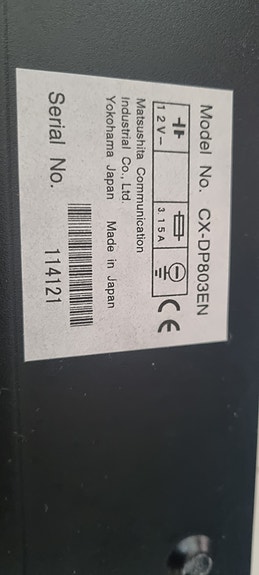 Model No. CX-DP803EN
12V⎓
3.15A
CE
Matsushita Communication
Industrial Co., Ltd.
Yokohama Japan Made in Japan
Serial No. 114121